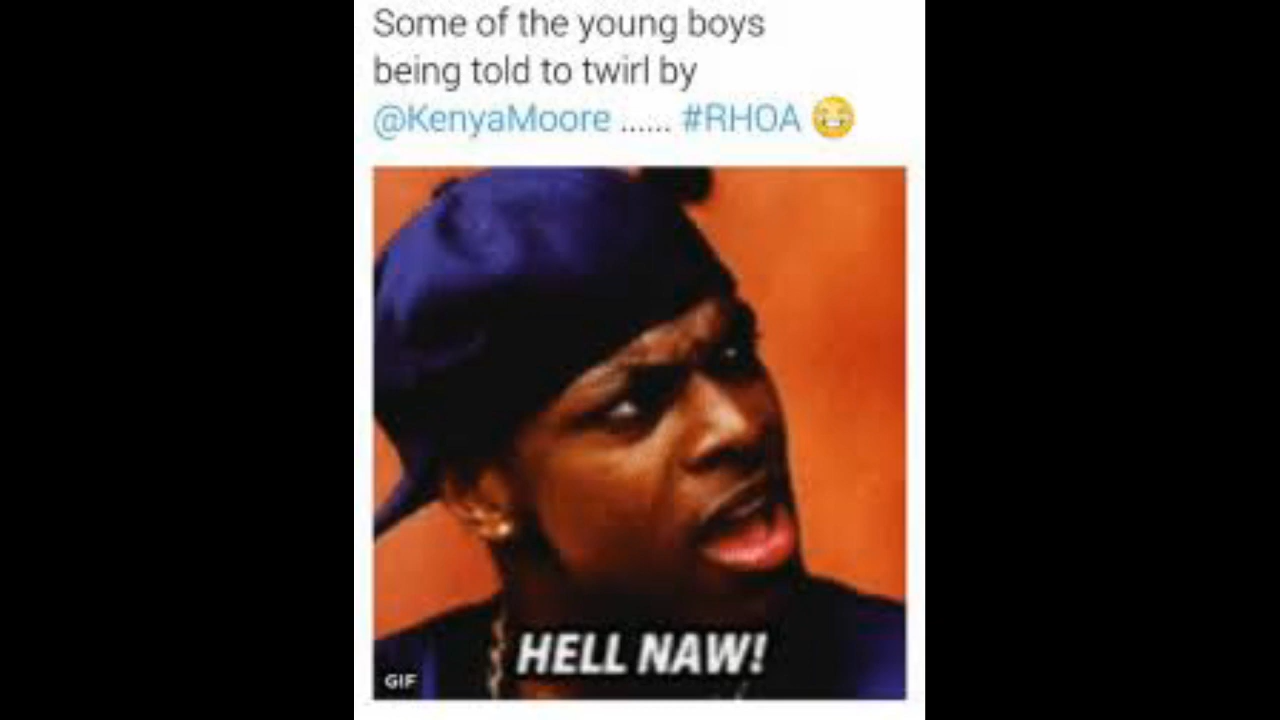 Some of the young boys
being told to twirl by
@KenyaMoore ...... #RHOA 😁
HELL NAW!
GIF